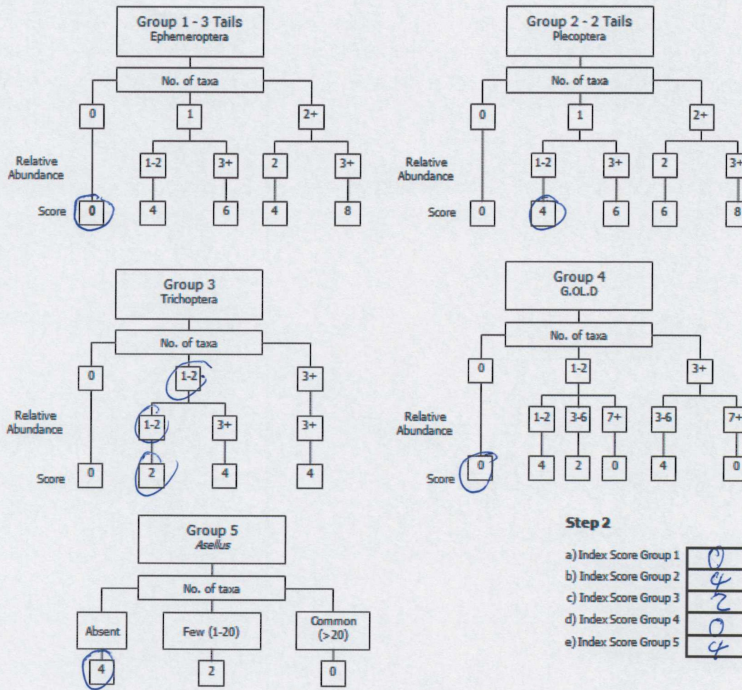 Group 1 - 3 Tails
Ephemeroptera
No. of taxa
0 1 2+
Relative
Abundance
1-2 3+ 2 3+
Score 0 4 6 4 8
Group 2 - 2 Tails
Plecoptera
No. of taxa
0 1 2+
Relative
Abundance
1-2 3+ 2 3+
Score 0 4 6 6 8
Group 3
Trichoptera
No. of taxa
0 1-2 3+
Relative
Abundance
1-2 3+ 3+
Score 0 2 4 4
Group 4
G.OL.D
No. of taxa
0 1-2 3+
Relative
Abundance
1-2 3-6 7+ 3-6 7+
Score 0 4 2 0 4 0
Group 5
Asellus
No. of taxa
Absent Few (1-20) Common
(>20)
4 2 0
Step 2
a) Index Score Group 1 0
b) Index Score Group 2 4
c) Index Score Group 3 2
d) Index Score Group 4 0
e) Index Score Group 5 4